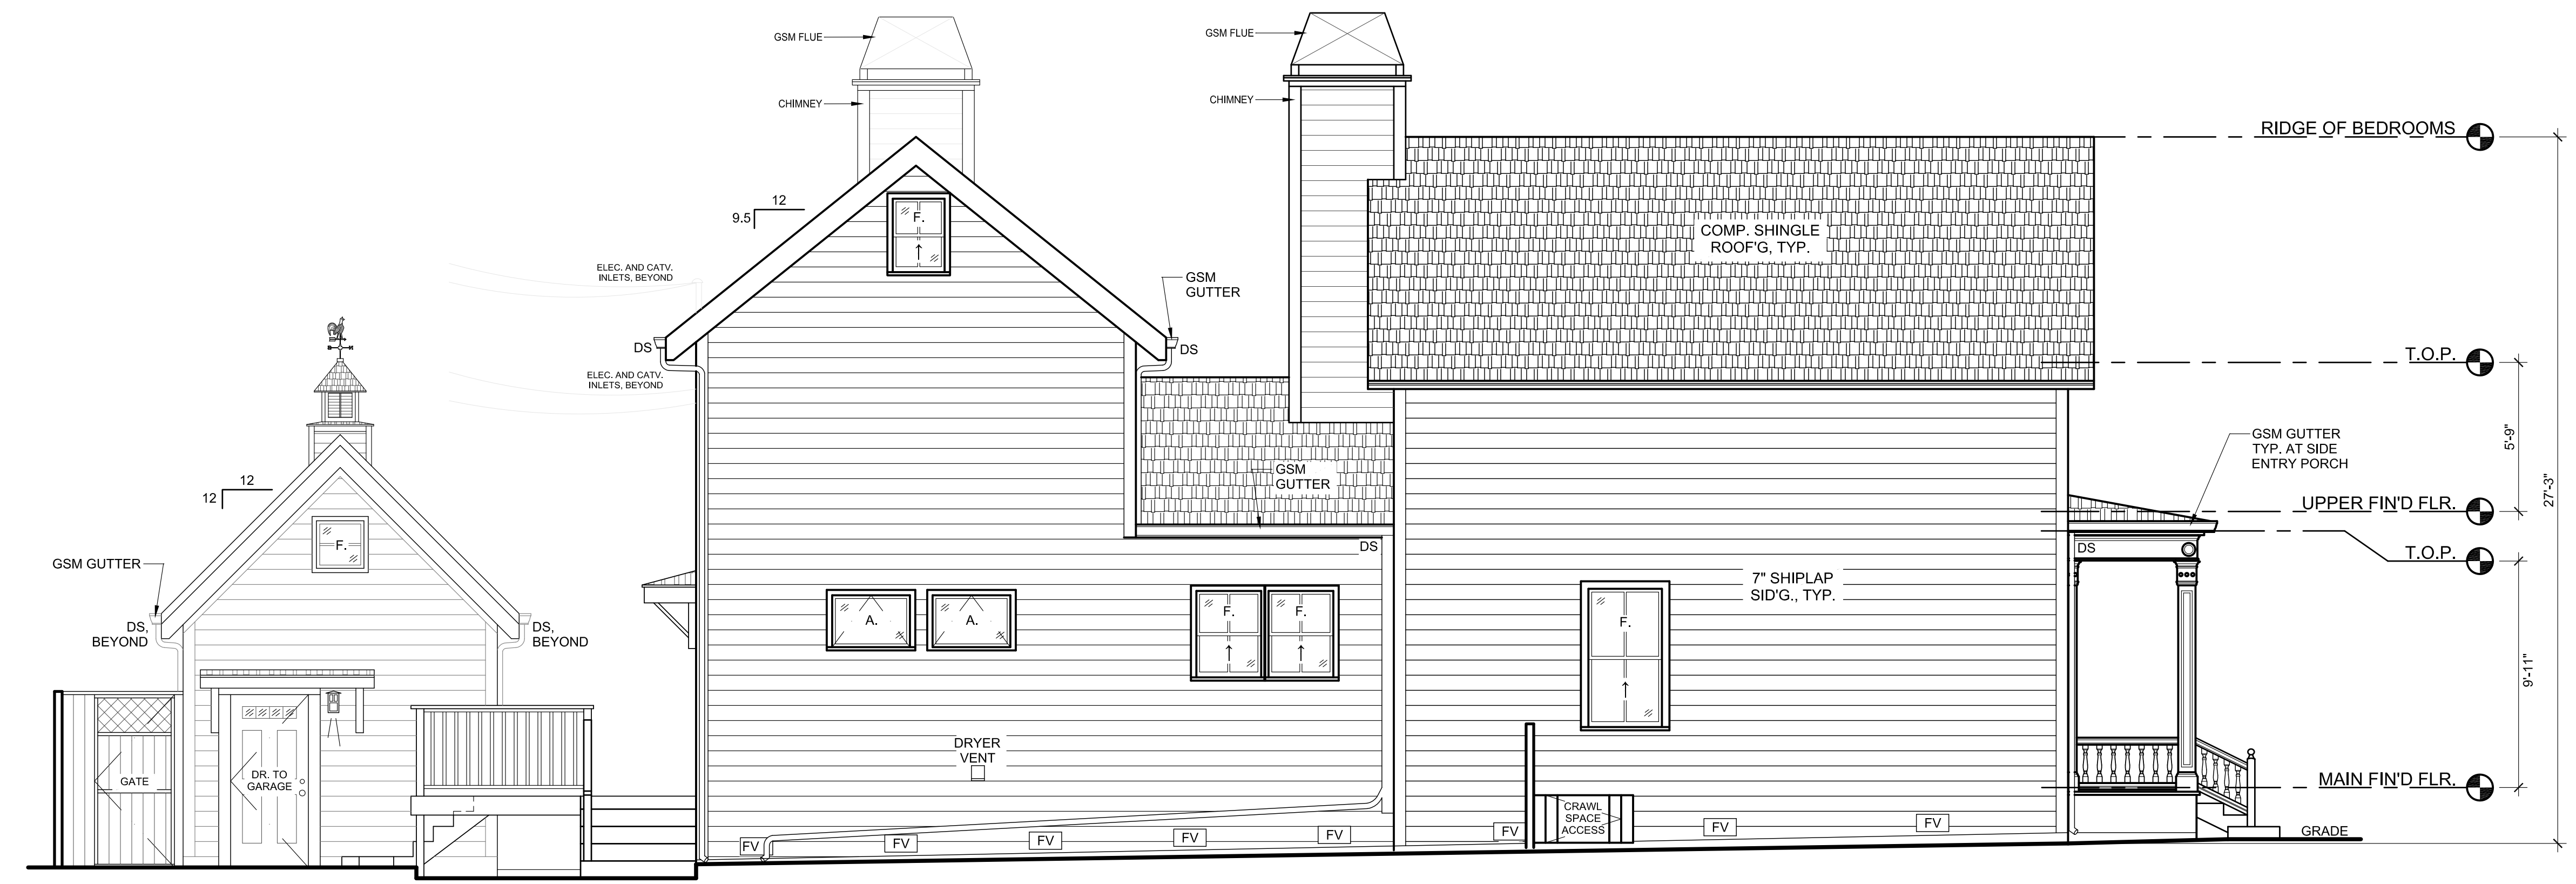 GSM FLUE
GSM FLUE
CHIMNEY
CHIMNEY
RIDGE OF BEDROOMS
12
9.5
COMP. SHINGLE
ROOF'G, TYP.
ELEC. AND CATV.
INLETS, BEYOND
GSM
GUTTER
DS
DS
T.O.P.
ELEC. AND CATV.
INLETS, BEYOND
5'-9"
27'-3"
GSM GUTTER
TYP. AT SIDE
ENTRY PORCH
GSM
GUTTER
12
12
UPPER FIN'D FLR.
F.
F.
DS
DS
T.O.P.
GSM GUTTER
7" SHIPLAP
SID'G., TYP.
A.
A.
F.
F.
F.
DS,
BEYOND
DS,
BEYOND
9'-11"
DRYER
VENT
GATE
DR. TO
GARAGE
MAIN FIN'D FLR.
CRAWL
SPACE
ACCESS
FV
FV
FV
FV
FV
FV
FV
FV
GRADE